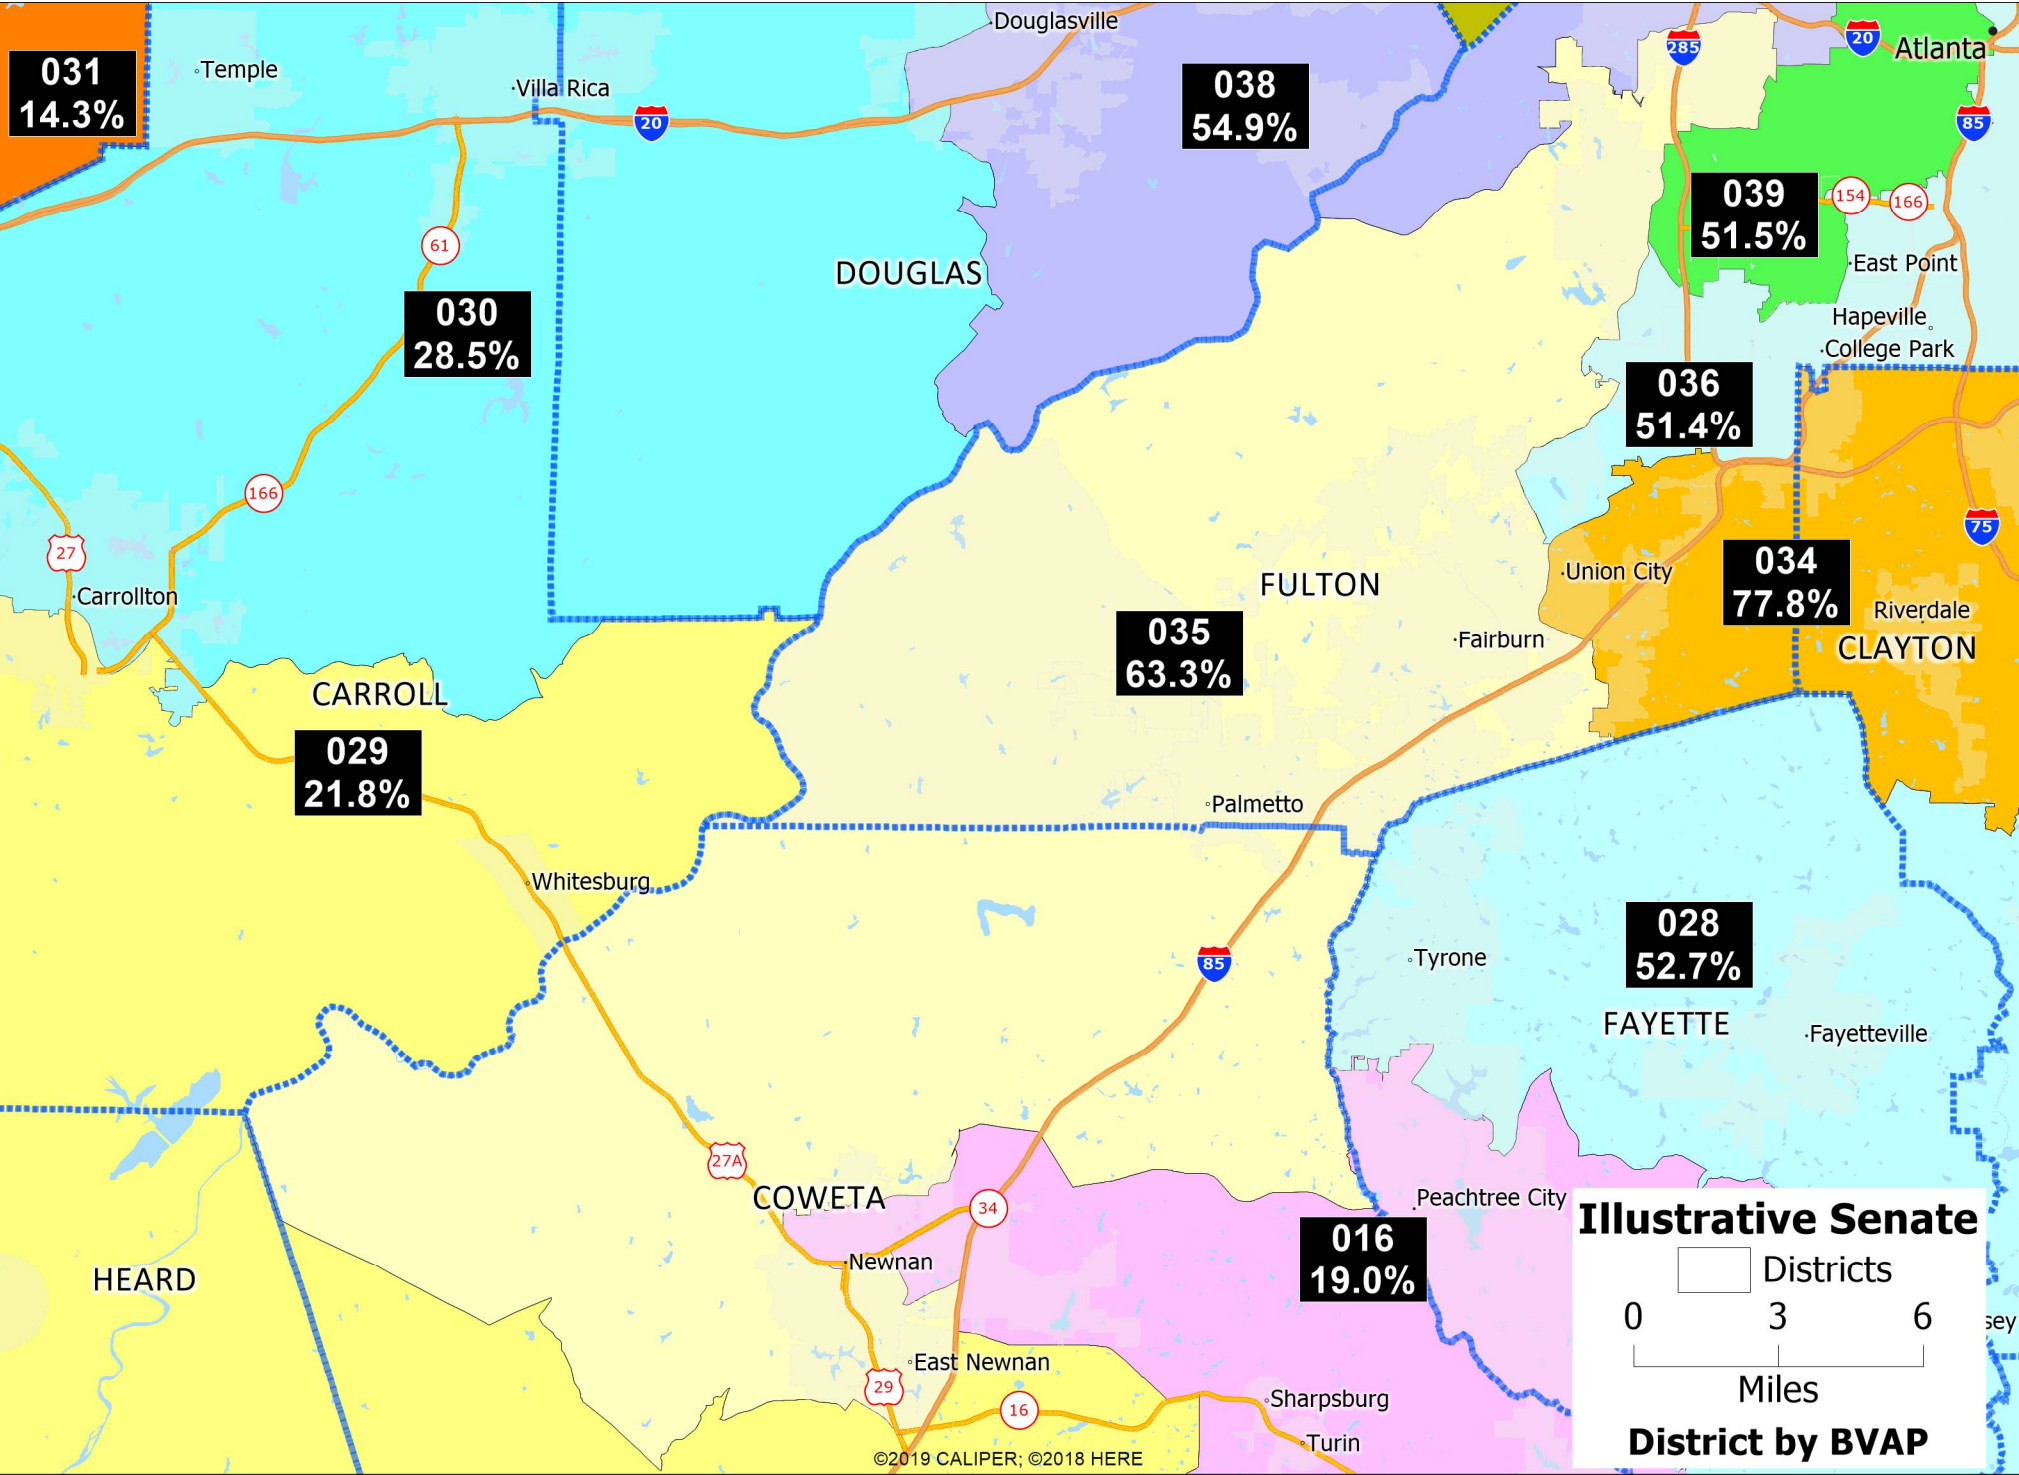 Douglasville
031
14.3%
Temple
Villa Rica
20
038
54.9%
285
20
Atlanta
85
039
51.5%
154
166
61
DOUGLAS
East Point
030
28.5%
Hapeville
College Park
036
51.4%
166
27
75
Carrollton
FULTON
Union City
034
77.8%
Riverdale
CLAYTON
035
63.3%
Fairburn
CARROLL
029
21.8%
Palmetto
Whitesburg
85
Tyrone
028
52.7%
FAYETTE
Fayetteville
27A
COWETA
34
Peachtree City
016
19.0%
Newnan
HEARD
East Newnan
29
16
Sharpsburg
Turin
Illustrative Senate
Districts
0 3 6
Miles
District by BVAP
sey
©2019 CALIPER; ©2018 HERE